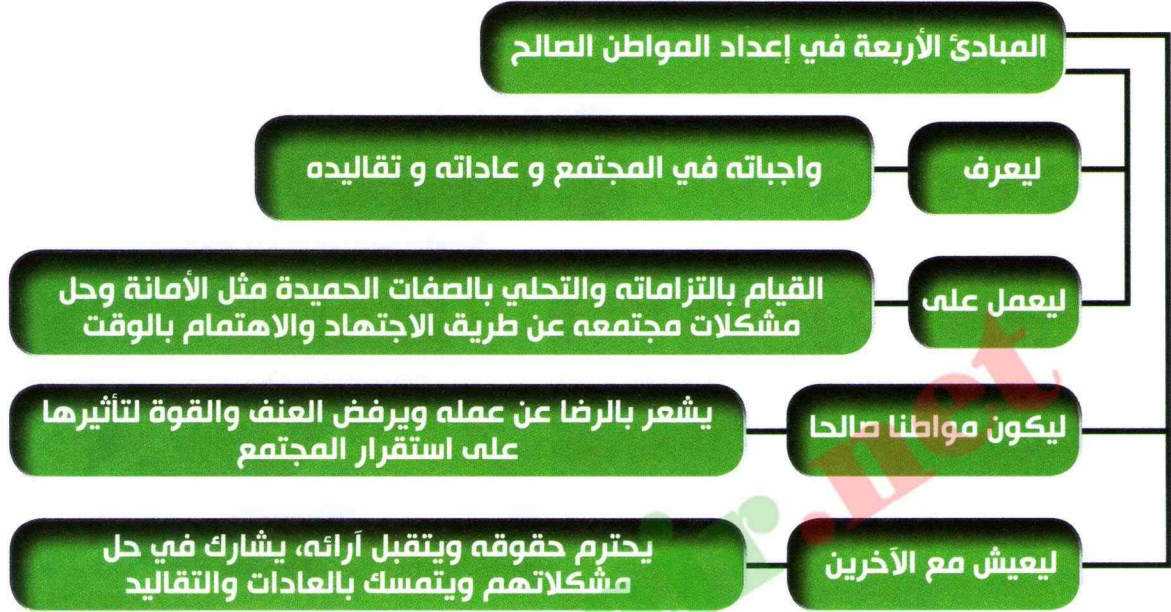 المبادئ الأربعة في إعداد المواطن الصالح
ليعرف
واجباته في المجتمع و عاداته و تقاليده
ليعمل على
القيام بالتزاماته والتحلي بالصفات الحميدة مثل الأمانة وحل
مشكلات مجتمعه عن طريق الاجتهاد والاهتمام بالوقت
ليكون مواطنا صالحا
يشعر بالرضا عن عمله ويرفض العنف والقوة لتأثيرها
على استقرار المجتمع
ليعيش مع الآخرين
يحترم حقوقه ويتقبل آرائه، يشارك في حل
مشكلاتهم ويتمسك بالعادات والتقاليد
r.net